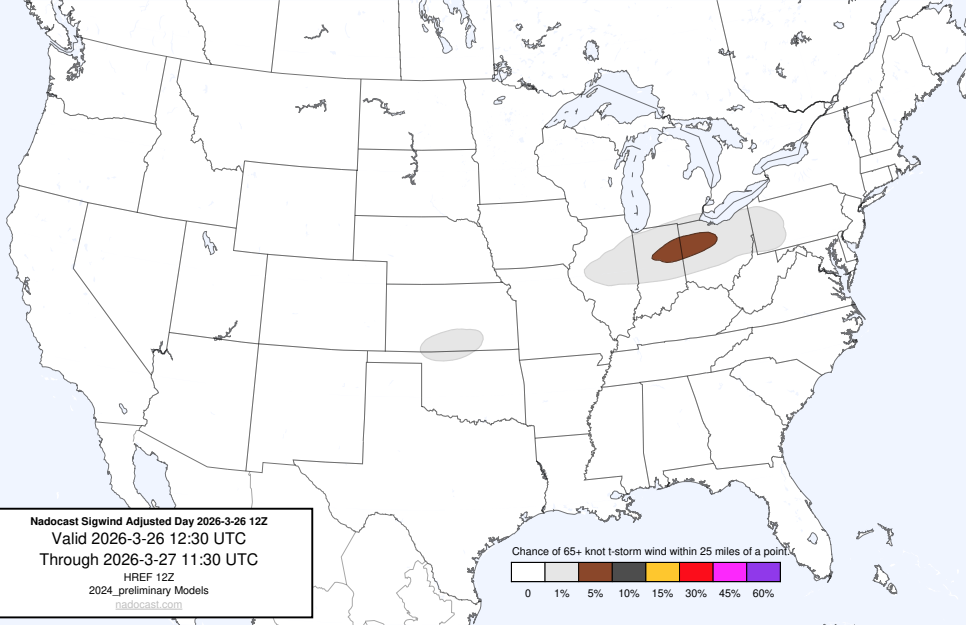 Nadocast Sigwind Adjusted Day 2026-3-26 12Z
Valid 2026-3-26 12:30 UTC
Through 2026-3-27 11:30 UTC
HREF 12Z
2024_preliminary Models
nadocast.com
Chance of 65+ knot t-storm wind within 25 miles of a point.
0 1% 5% 10% 15% 30% 45% 60%